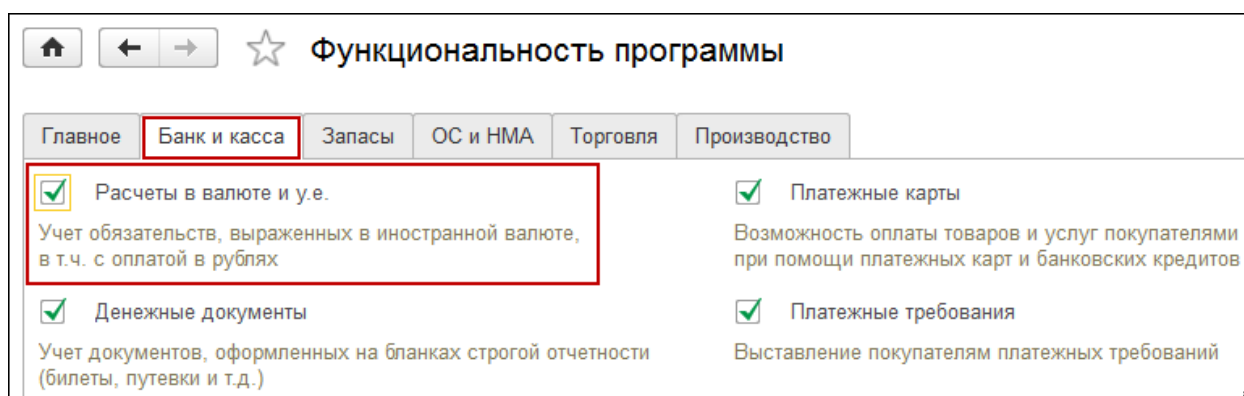 Функциональность программы
Главное Банк и касса Запасы ОС и НМА Торговля Производство
Расчеты в валюте и у.е.
Учет обязательств, выраженных в иностранной валюте,
в т.ч. с оплатой в рублях
Платежные карты
Возможность оплаты товаров и услуг покупателями
при помощи платежных карт и банковских кредитов
Денежные документы
Учет документов, оформленных на бланках строгой отчетности
(билеты, путевки и т.д.)
Платежные требования
Выставление покупателям платежных требований